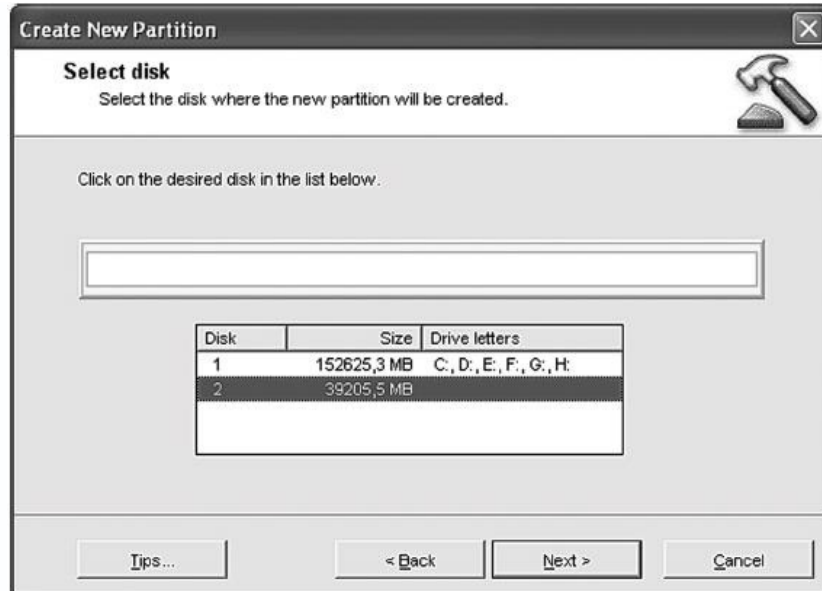 Create New Partition
Select disk
Select the disk where the new partition will be created.
Click on the desired disk in the list below.
Disk Size Drive letters
1 152625,3 MB C:, D:, E:, F:, G:, H:
2 39205,5 MB
Tips... < Back Next > Cancel